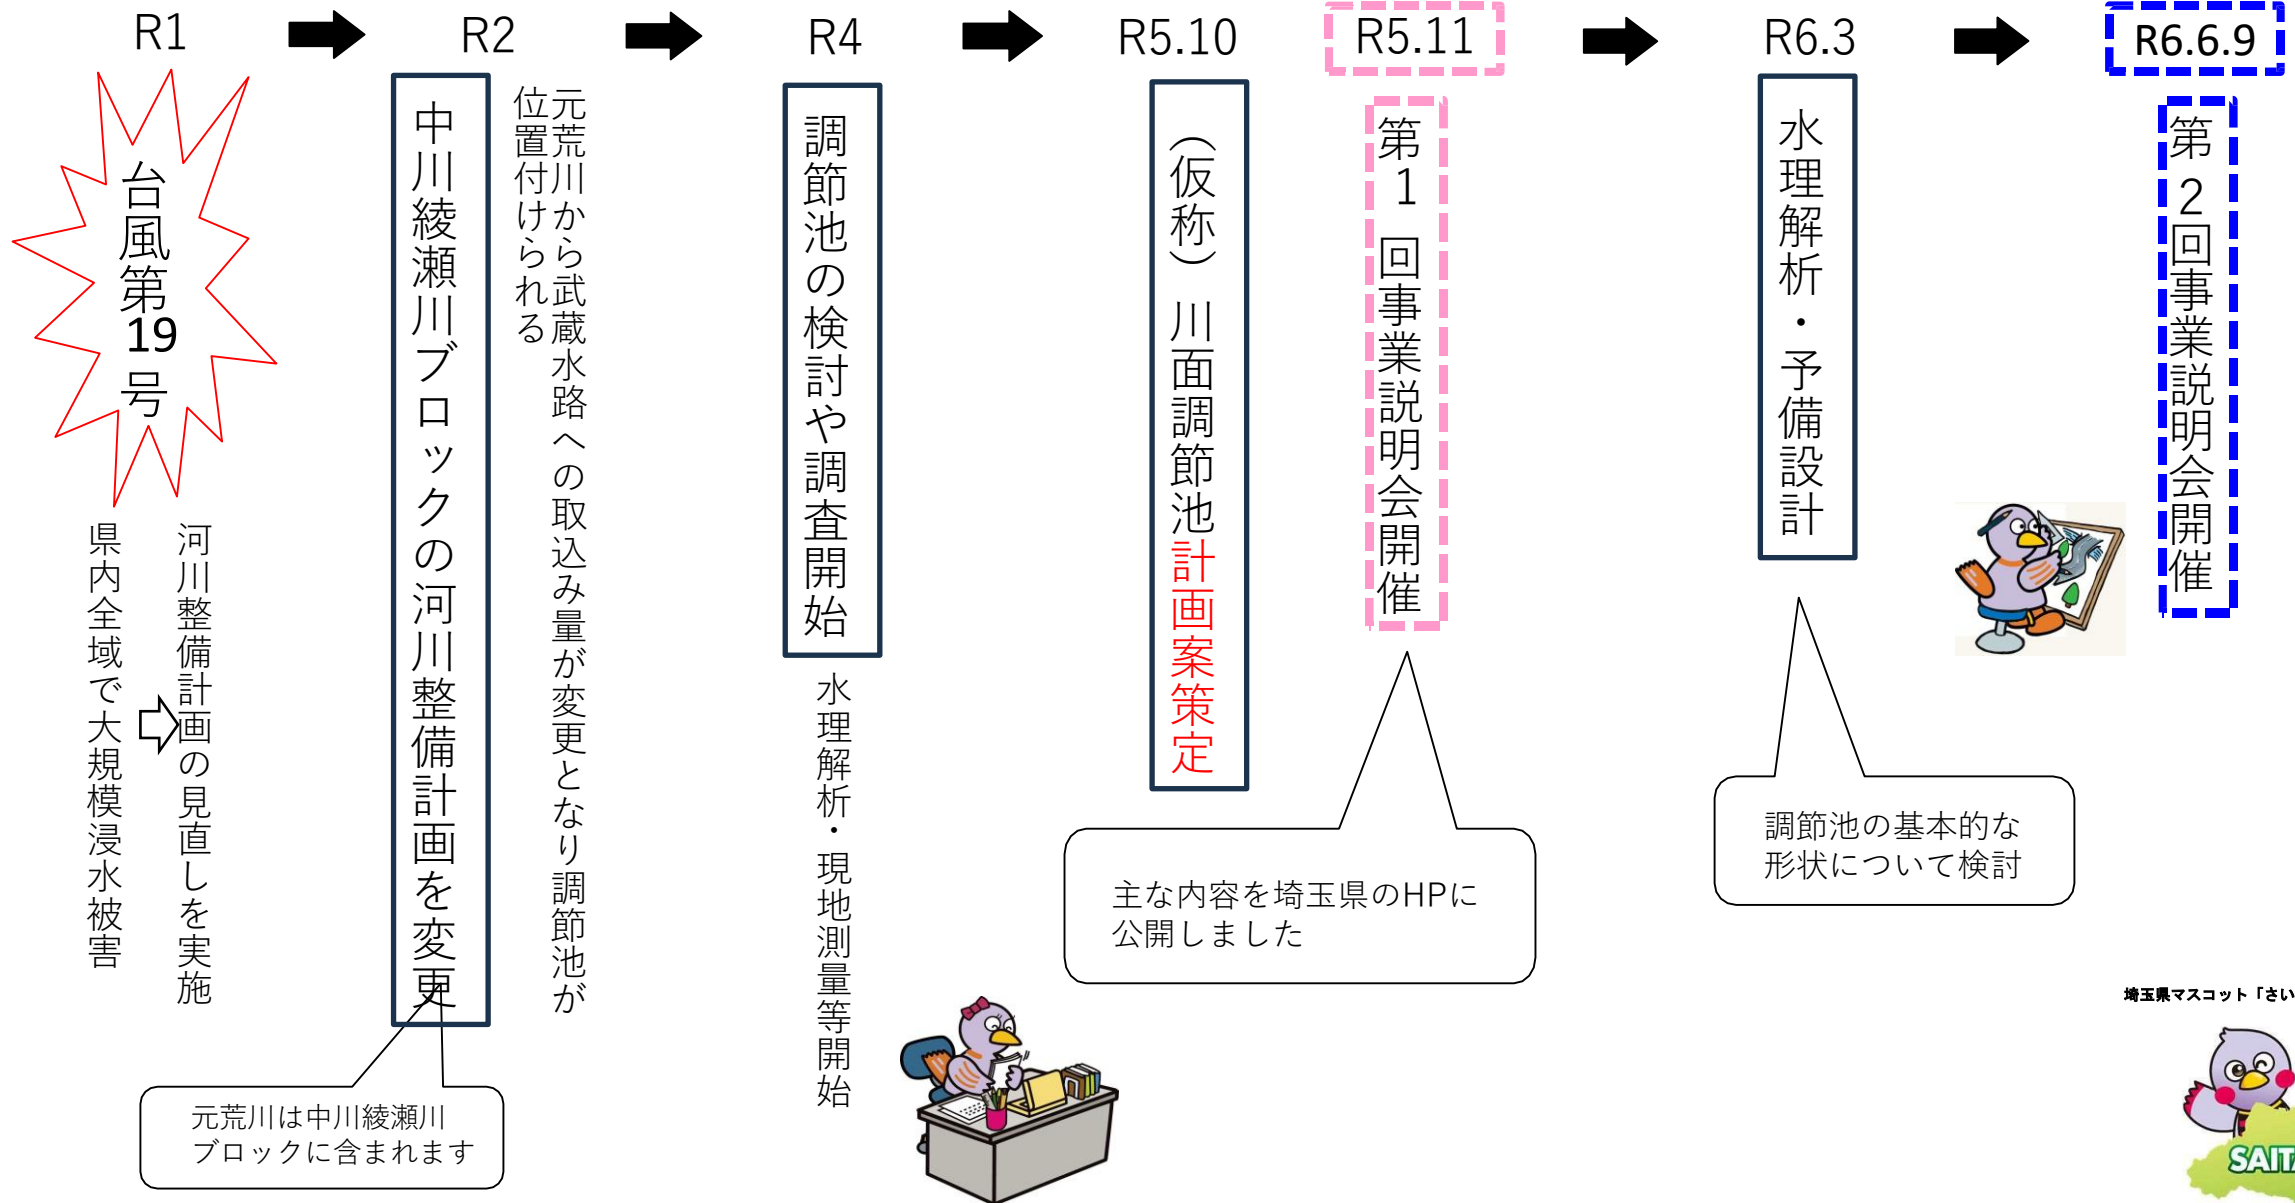 R1
台風第19号
県内全域で大規模浸水被害
河川整備計画の見直しを実施
R2
中川綾瀬川ブロックの河川整備計画を変更
元荒川から武蔵水路への取込み量が変更となり調節池が
位置付けられる
元荒川は中川綾瀬川
ブロックに含まれます
R4
調節池の検討や調査開始
水理解析・現地測量等開始
R5.10
（仮称）川面調節池計画案策定
R5.11
第1回事業説明会開催
主な内容を埼玉県のHPに
公開しました
R6.3
水理解析・予備設計
調節池の基本的な
形状について検討
R6.6.9
第2回事業説明会開催
埼玉県マスコット「さい
SAIT